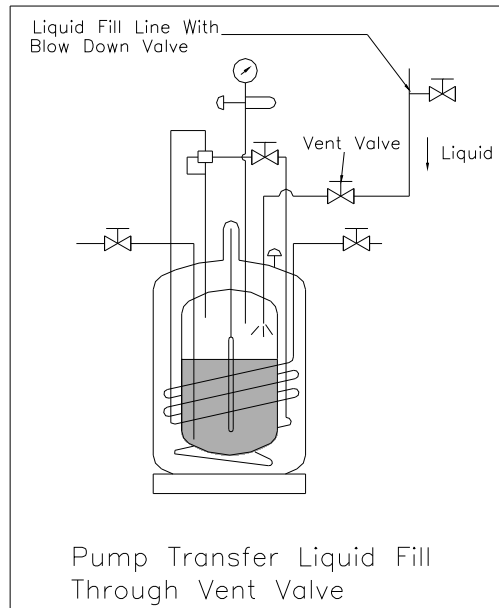 Liquid Fill Line With
Blow Down Valve
Vent Valve
Liquid
Pump Transfer Liquid Fill
Through Vent Valve